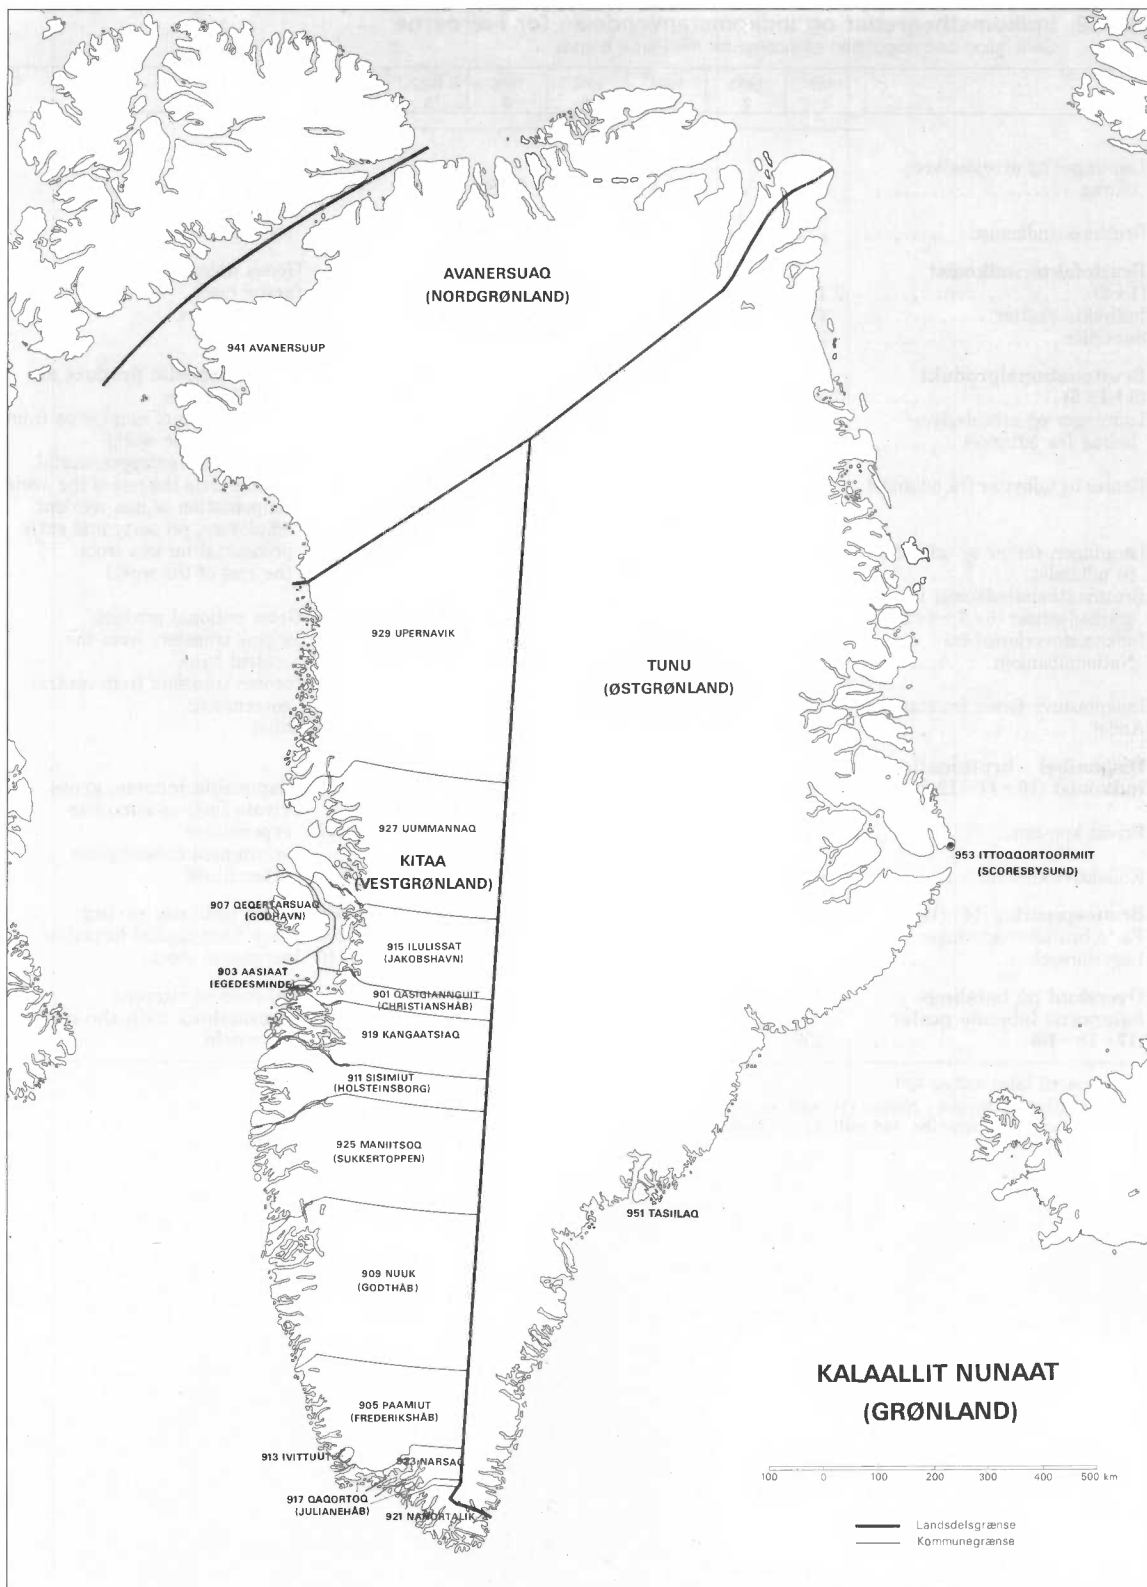 AVANERSUAQ
(NORDGRØNLAND)
941 AVANERSUUP
929 UPERNAVIK
TUNU
(ØSTGRØNLAND)
927 UUMMANNAQ
KITAA
(VESTGRØNLAND)
953 ITTOQQORTOORMIIT
(SCORESBYSUND)
907 QEQERTARSUAQ
(GODHAVN)
915 ILULISSAT
(JAKOBSHAVN)
903 AASIAAT
(EGEDESMINDE)
901 QASIGIANNGUIT
(CHRISTIANSHÅB)
919 KANGAATSIAQ
911 SISIMIUT
(HOLSTEINSBORG)
925 MANIITSOQ
(SUKKERTOPPEN)
951 TASIILAQ
909 NUUK
(GODTHÅB)
KALAALLIT NUNAAT
(GRØNLAND)
905 PAAMIUT
(FREDERIKSHÅB)
913 IVITTUUT
923 NARSAQ
917 QAQORTOQ
(JULIANEHÅB)
921 NANORTALIK
100 0 100 200 300 400 500 km
Landsdelsgrænse
Kommunegrænse